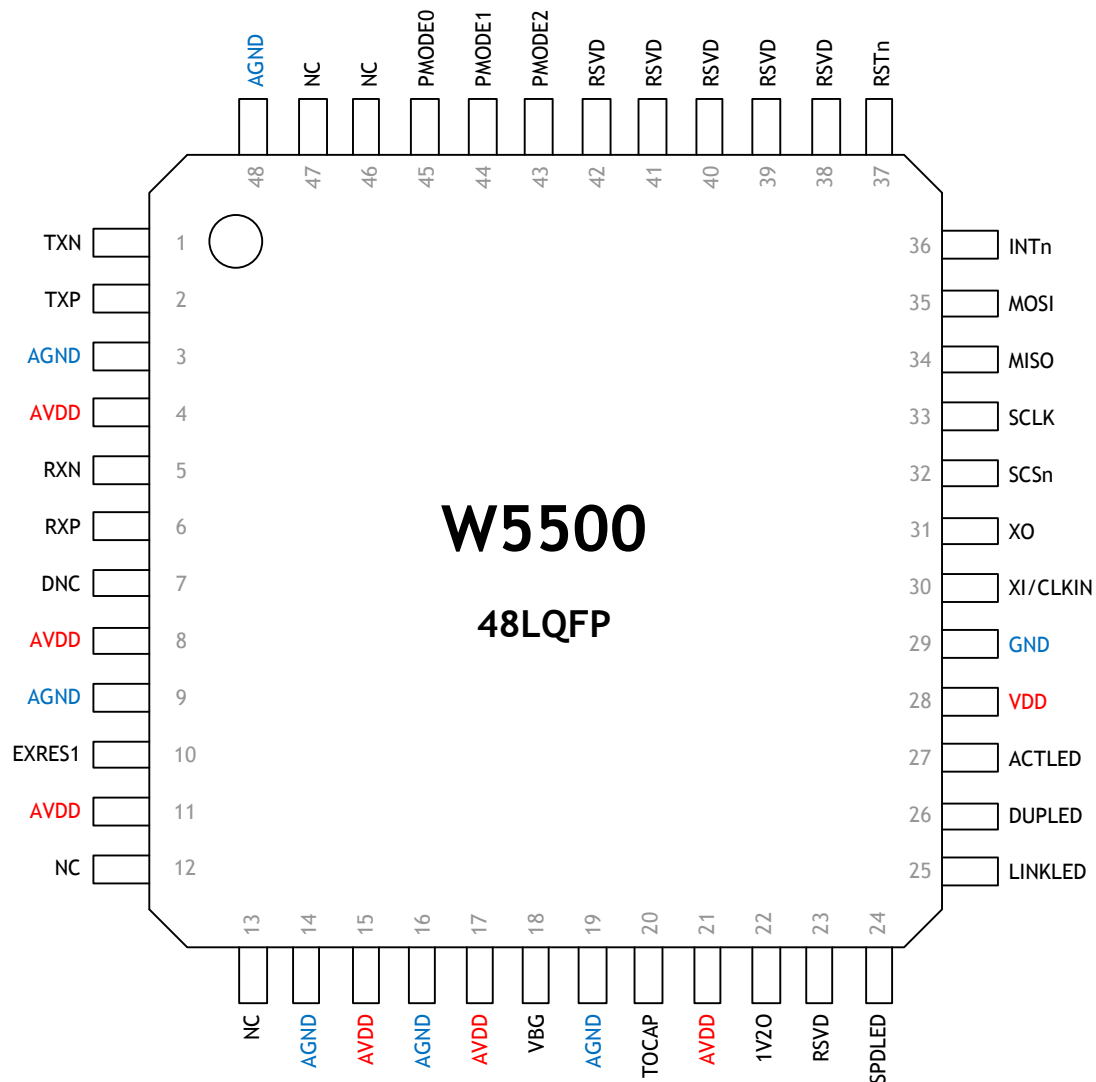 AGND NC NC PMODE0 PMODE1 PMODE2 RSVD RSVD RSVD RSVD RSVD RSTn
48 47 46 45 44 43 42 41 40 39 38 37
TXN 1 36 INTn
TXP 2 35 MOSI
AGND 3 34 MISO
AVDD 4 33 SCLK
RXN 5 32 SCSn
RXP 6 31 XO
W5500
DNC 7 30 XI/CLKIN
48LQFP
AVDD 8 29 GND
AGND 9 28 VDD
EXRES1 10 27 ACTLED
AVDD 11 26 DUPLED
NC 12 25 LINKLED
13 14 15 16 17 18 19 20 21 22 23 24
NC AGND AVDD AGND AVDD VBG AGND TOCAP AVDD 1V2O RSVD SPDLED